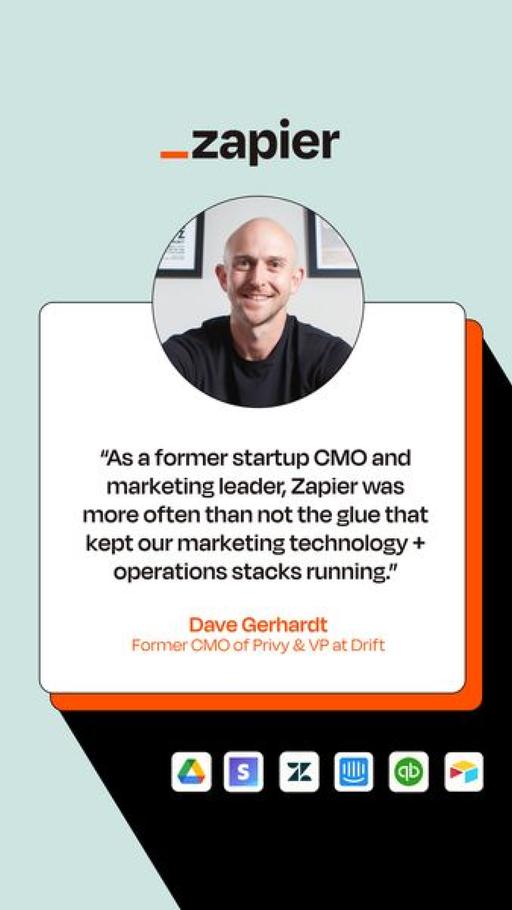 _zapier
“As a former startup CMO and
marketing leader, Zapier was
more often than not the glue that
kept our marketing technology +
operations stacks running.”
Dave Gerhardt
Former CMO of Privy & VP at Drift
S
qb